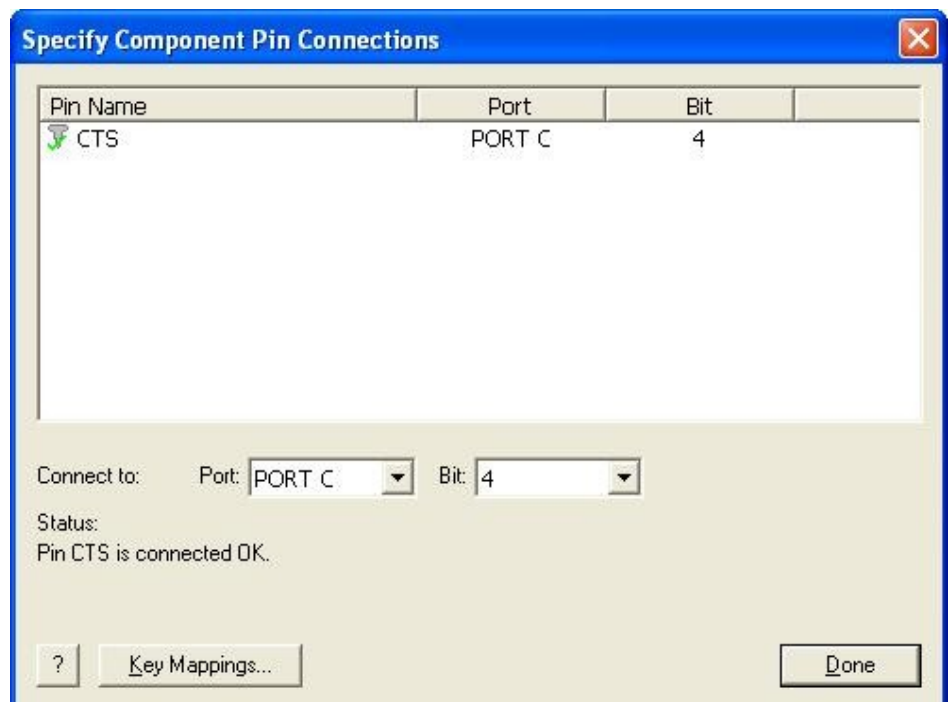 Specify Component Pin Connections
Pin Name Port Bit
CTS PORT C 4
Connect to: Port: PORT C Bit: 4
Status:
Pin CTS is connected OK.
? Key Mappings... Done